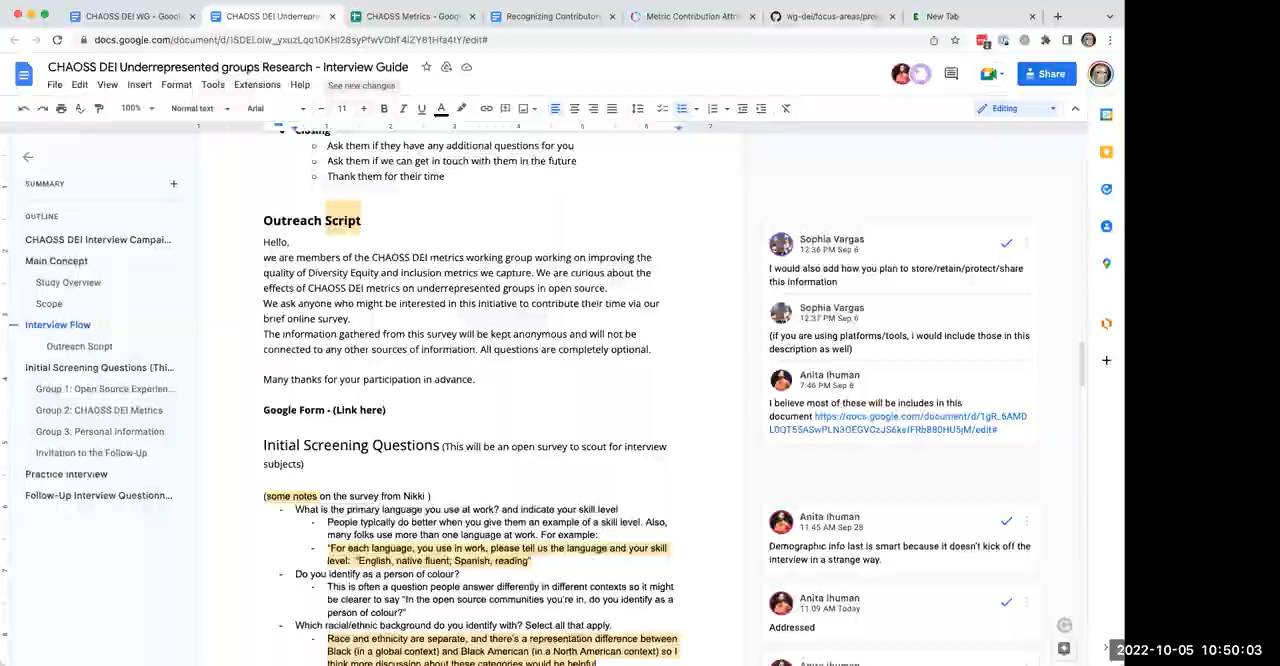 CHAOSS DEI WG - Googl
CHAOSS DEI Underrepre
CHAOSS Metrics - Goog
Recognizing Contributor
Metric Contribution Attri
wg-dei/focus-areas/proj
New Tab
CHAOSS DEI Underrepresented groups Research - Interview Guide
File Edit View Insert Format Tools Extensions Help See new changes
Share
100% Normal text Arial 11 Editing
SUMMARY
OUTLINE
CHAOSS DEI Interview Campai...
Main Concept
Study Overview
Scope
Interview Flow
Outreach Script
Initial Screening Questions (Thi...
Group 1: Open Source Experien...
Group 2: CHAOSS DEI Metrics
Group 3: Personal Information
Invitation to the Follow-Up
Practice Interview
Follow-Up Interview Questionn...
Closing
Ask them if they have any additional questions for you
Ask them if we can get in touch with them in the future
Thank them for their time
Outreach Script
Hello,
we are members of the CHAOSS DEI metrics working group working on improving the
quality of Diversity Equity and inclusion metrics we capture. We are curious about the
effects of CHAOSS DEI metrics on underrepresented groups in open source.
We ask anyone who might be interested in this initiative to contribute their time via our
brief online survey.
The information gathered from this survey will be kept anonymous and will not be
connected to any other sources of information. All questions are completely optional.
Many thanks for your participation in advance.
Google Form - (Link here)
Initial Screening Questions (This will be an open survey to scout for interview
subjects)
(some notes on the survey from Nikki )
- What is the primary language you use at work? and indicate your skill level
- People typically do better when you give them an example of a skill level. Also,
many folks use more than one language at work. For example:
- "For each language, you use in work, please tell us the language and your skill
level: "English, native fluent; Spanish, reading"
- Do you identify as a person of colour?
- This is often a question people answer differently in different contexts so it might
be clearer to say "In the open source communities you're in, do you identify as a
person of colour?"
- Which racial/ethnic background do you identify with? Select all that apply.
- Race and ethnicity are separate, and there's a representation difference between
Black (in a global context) and Black American (in a North American context) so I
think more discussion about these categories would be helpful
Sophia Vargas
12:36 PM Sep 6
I would also add how you plan to store/retain/protect/share
this information
Sophia Vargas
12:37 PM Sep 6
(if you are using platforms/tools, i would include those in this
description as well)
Anita Ihuman
7:46 PM Sep 8
I believe most of these will be includes in this
Anita Ihuman
11:45 AM Sep 28
Demographic info last is smart because it doesn't kick off the
interview in a strange way.
Anita Ihuman
11:09 AM Today
Addressed
Anita Ihuman
2022-10-05 10:50:03